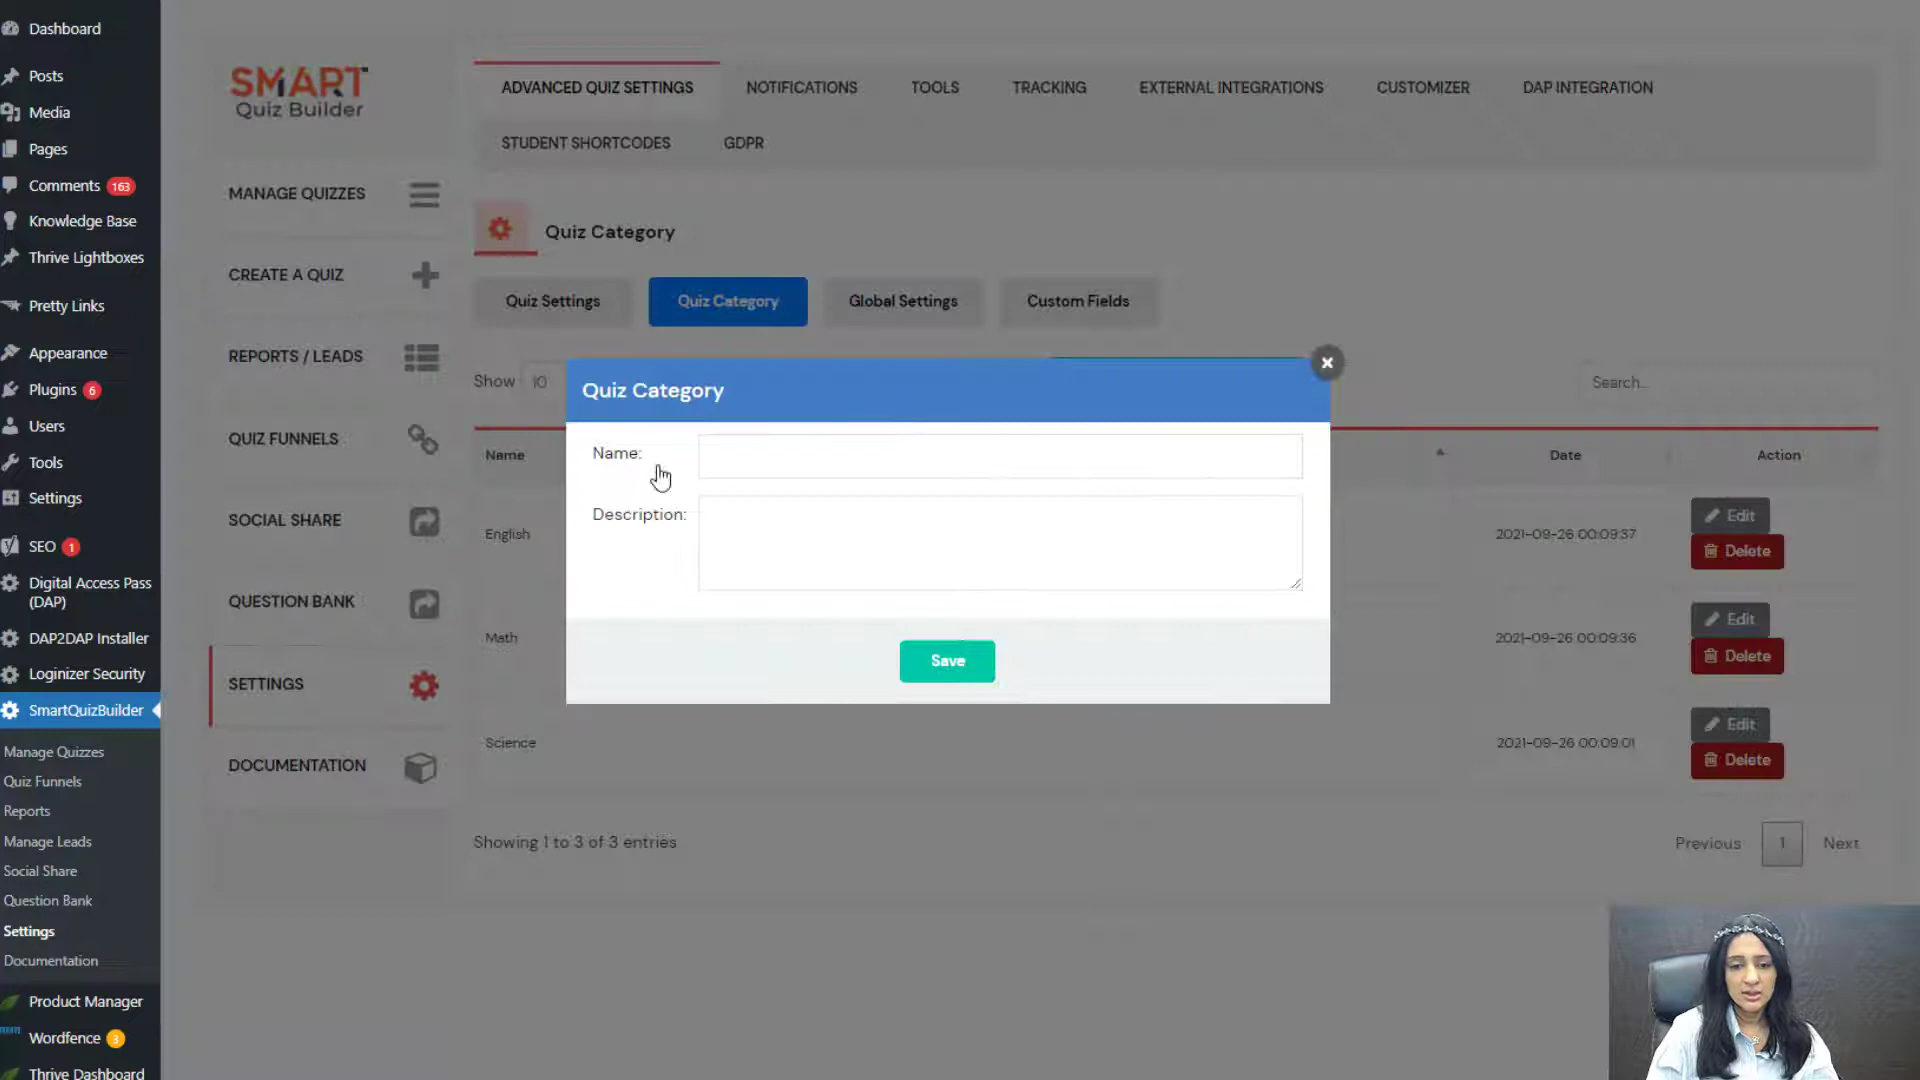 Dashboard
Posts
Media
Pages
Comments 163
Knowledge Base
Thrive Lightboxes
Pretty Links
Appearance
Plugins 6
Users
Tools
Settings
SEO 1
Digital Access Pass
(DAP)
DAP2DAP Installer
Loginizer Security
SmartQuizBuilder
Manage Quizzes
Quiz Funnels
Reports
Manage Leads
Social Share
Question Bank
Settings
Documentation
Product Manager
Wordfence 3
Thrive Dashboard
SMART
Quiz Builder
MANAGE QUIZZES
CREATE A QUIZ
REPORTS / LEADS
QUIZ FUNNELS
SOCIAL SHARE
QUESTION BANK
SETTINGS
DOCUMENTATION
ADVANCED QUIZ SETTINGS NOTIFICATIONS TOOLS TRACKING EXTERNAL INTEGRATIONS CUSTOMIZER DAP INTEGRATION
STUDENT SHORTCODES GDPR
Quiz Category
Quiz Settings Quiz Category Global Settings Custom Fields
Show 10 Search..
Quiz Category
Name:
Description:
Save
Name Date Action
English 2021-09-26 00:09:37 Edit
Delete
Math 2021-09-26 00:09:36 Edit
Delete
Science 2021-09-26 00:09:01 Edit
Delete
Showing 1 to 3 of 3 entries Previous 1 Next